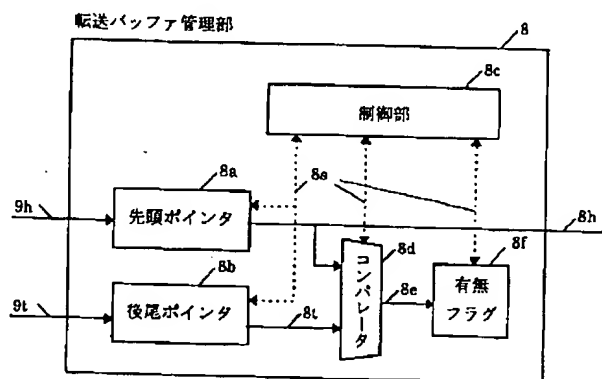 転送バッファ管理部
8
8c
制御部
8a
8s
9h
先頭ポインタ
8h
8b
8d
8f
コンパレータ
9t
後尾ポインタ
8t
8e
有無
フラグ